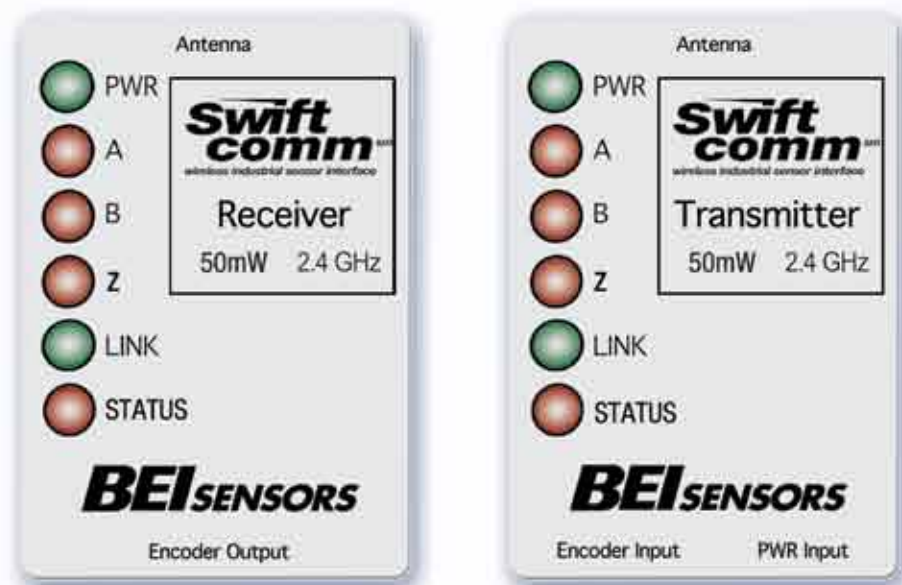 Antenna
PWR
A
B
Z
LINK
STATUS
Swift
comm sm
wireless industrial sensor interface
Receiver
50mW 2.4 GHz
BEI SENSORS
Encoder Output
Antenna
PWR
A
B
Z
LINK
STATUS
Swift
comm sm
wireless industrial sensor interface
Transmitter
50mW 2.4 GHz
BEI SENSORS
Encoder Input PWR Input